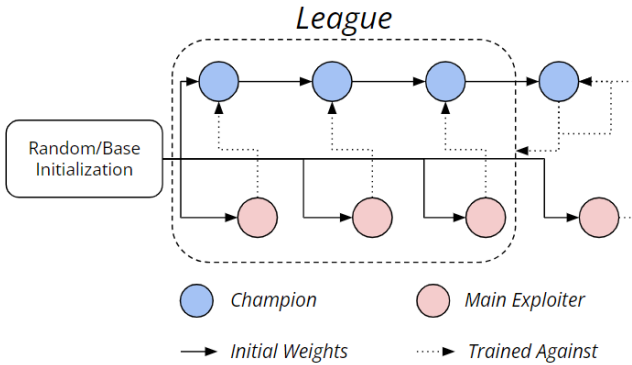 League
Random/Base
Initialization
Champion
Main Exploiter
Initial Weights
Trained Against